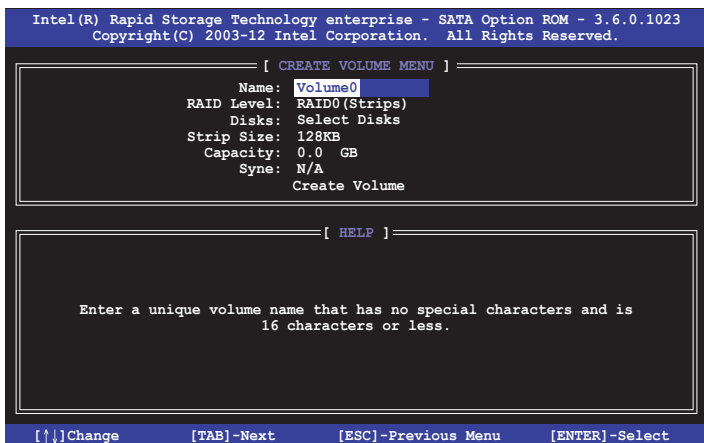 Intel(R) Rapid Storage Technology enterprise - SATA Option ROM - 3.6.0.1023
Copyright(C) 2003-12 Intel Corporation. All Rights Reserved.
[ CREATE VOLUME MENU ]
Name: Volume0
RAID Level: RAID0(Strips)
Disks: Select Disks
Strip Size: 128KB
Capacity: 0.0 GB
Syne: N/A
Create Volume
[ HELP ]
Enter a unique volume name that has no special characters and is
16 characters or less.
[↑↓]Change [TAB]-Next [ESC]-Previous Menu [ENTER]-Select